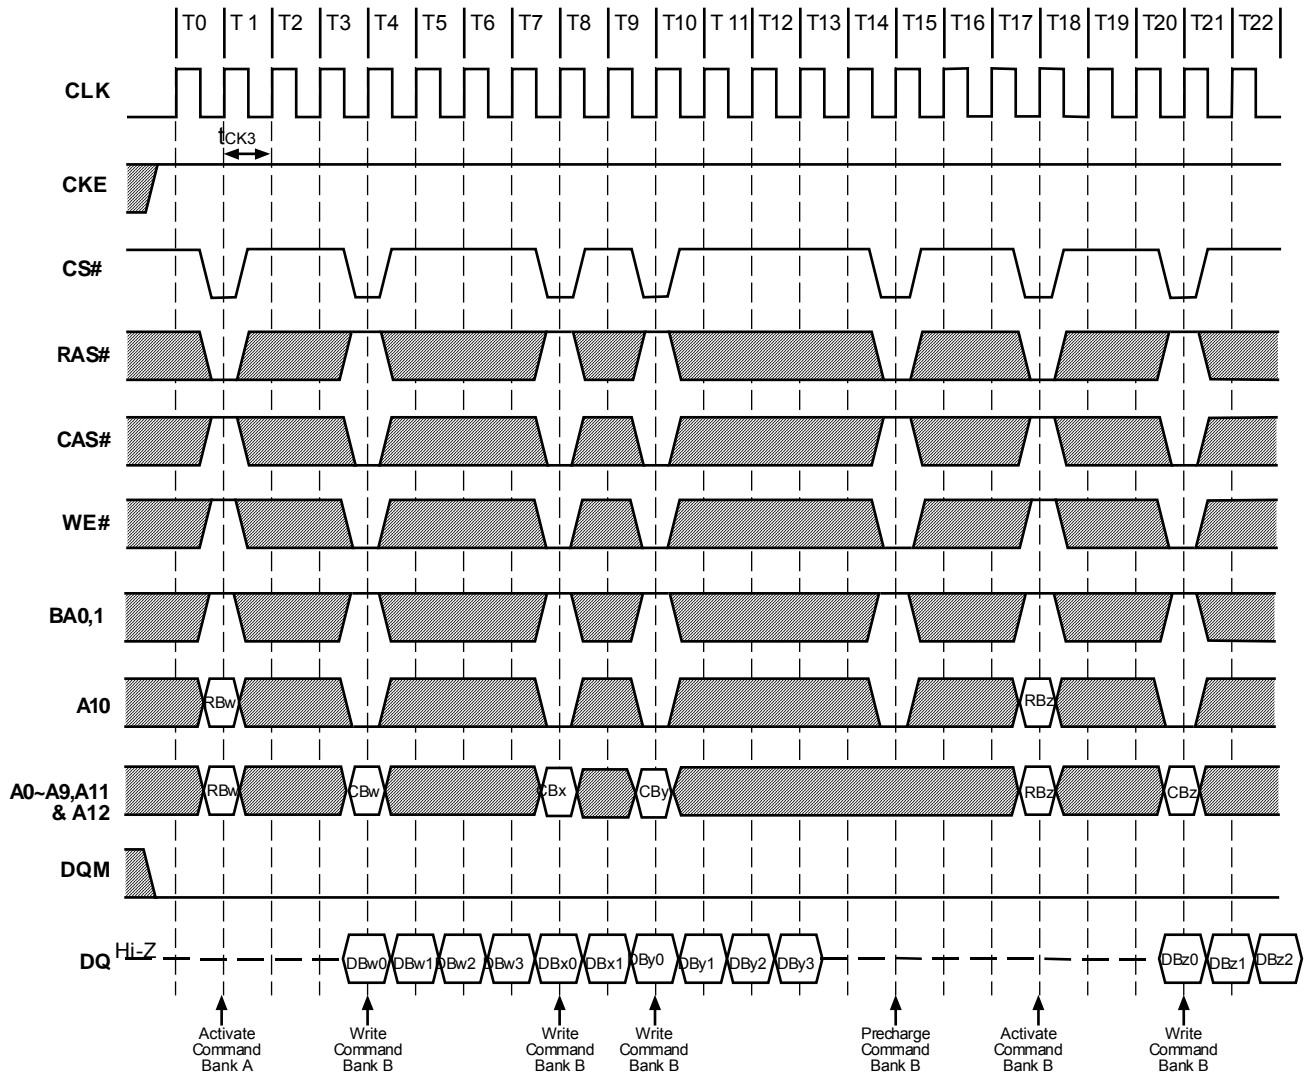 T0 T 1 T2 T3 T4 T5 T6 T7 T8 T9 T10 T 11 T12 T13 T14 T15 T16 T17 T18 T19 T20 T21 T22
CLK
tCK3
CKE
CS#
RAS#
CAS#
WE#
BA0,1
A10 RBw RBz
A0~A9,A11 RBw CBw CBx CBy RBz CBz
& A12
DQM
DQ Hi-Z DBw0 DBw1 DBw2 DBw3 DBx0 DBx1 DBy0 DBy1 DBy2 DBy3 DBz0 DBz1 DBz2
Activate Write Write Write Precharge Activate Write
Command Command Command Command Command Command Command
Bank A Bank B Bank B Bank B Bank B Bank B Bank B